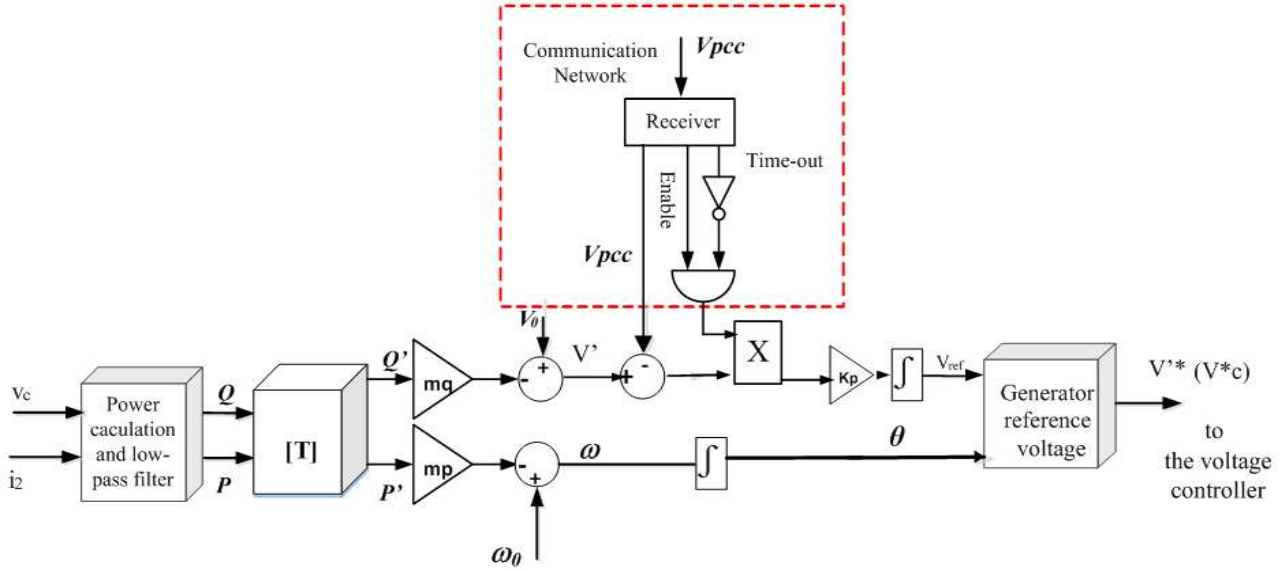 Communication
Network
Vpcc
Receiver
Time-out
Enable
Vpcc
V0
Q'
mq
- +
V'
+ -
X
Kp
∫
Vref
vc
i2
Power
caculation
and low-
pass filter
Q
P
[T]
P'
mp
-
+
ω
∫
θ
ω0
Generator
reference
voltage
V'* (V*c)
to
the voltage
controller